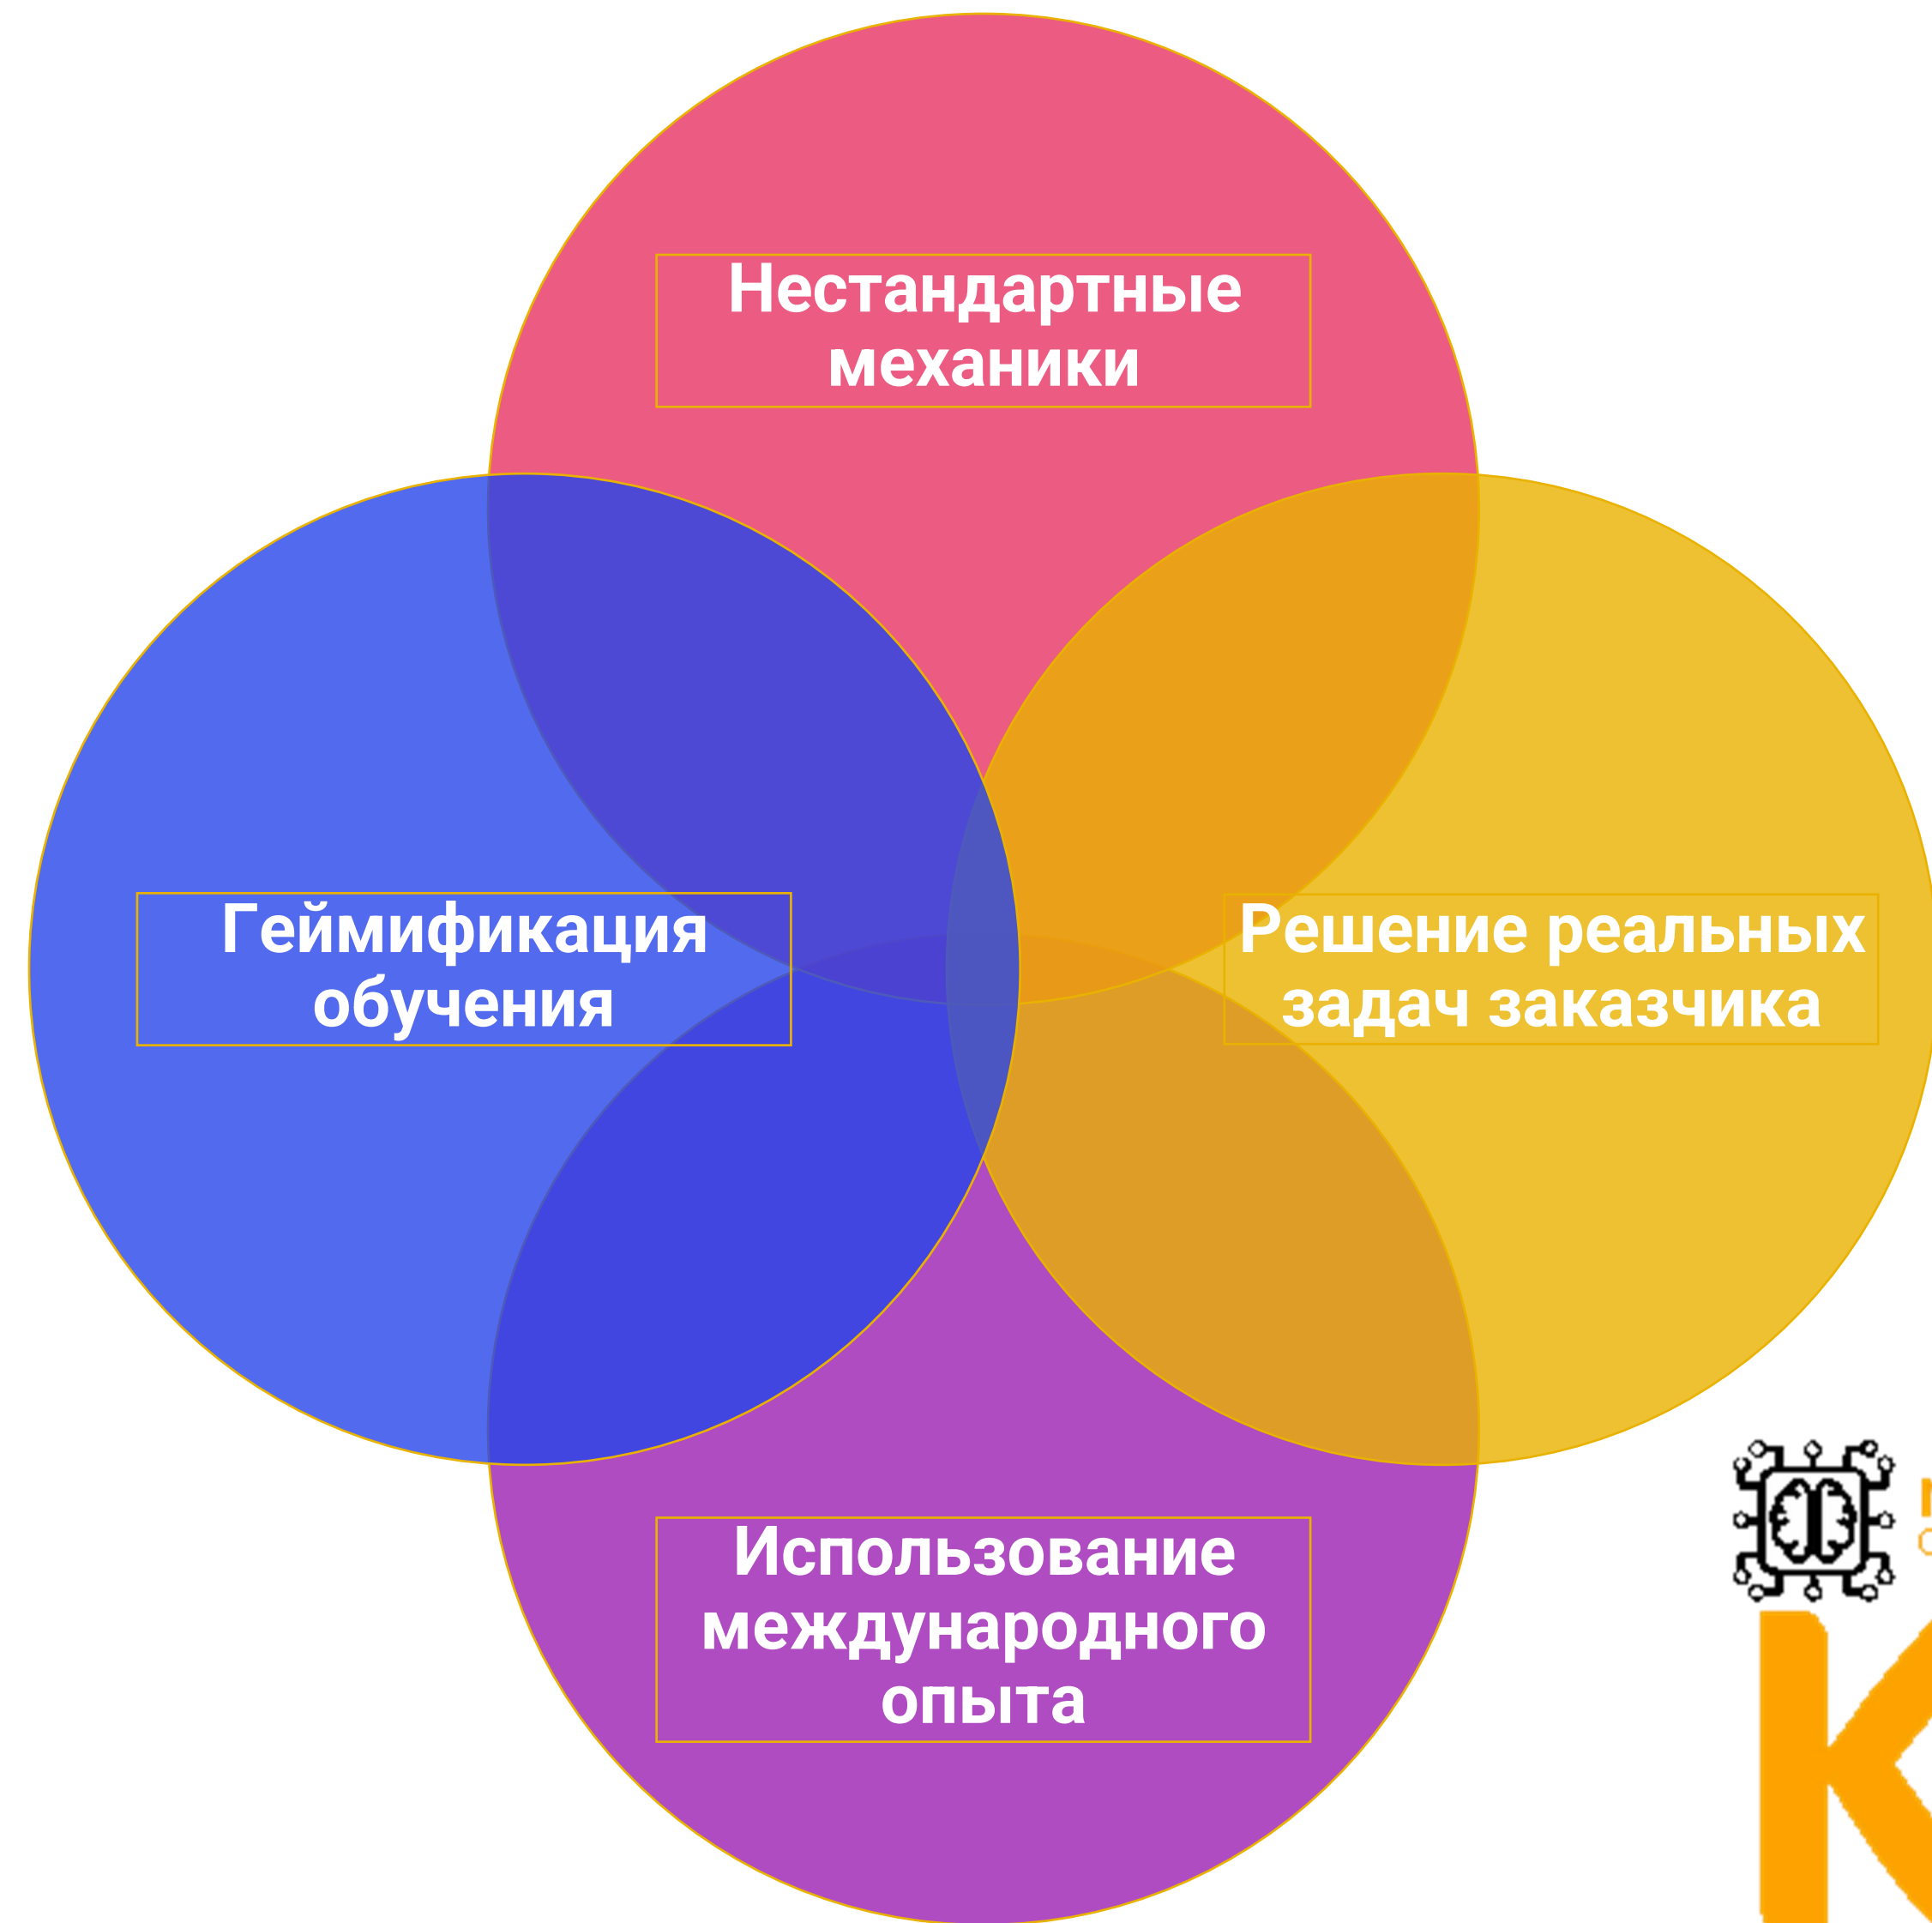 Нестандартные
механики
Геймификация
обучения
Решение реальных
задач заказчика
Использование
международного
опыта
К